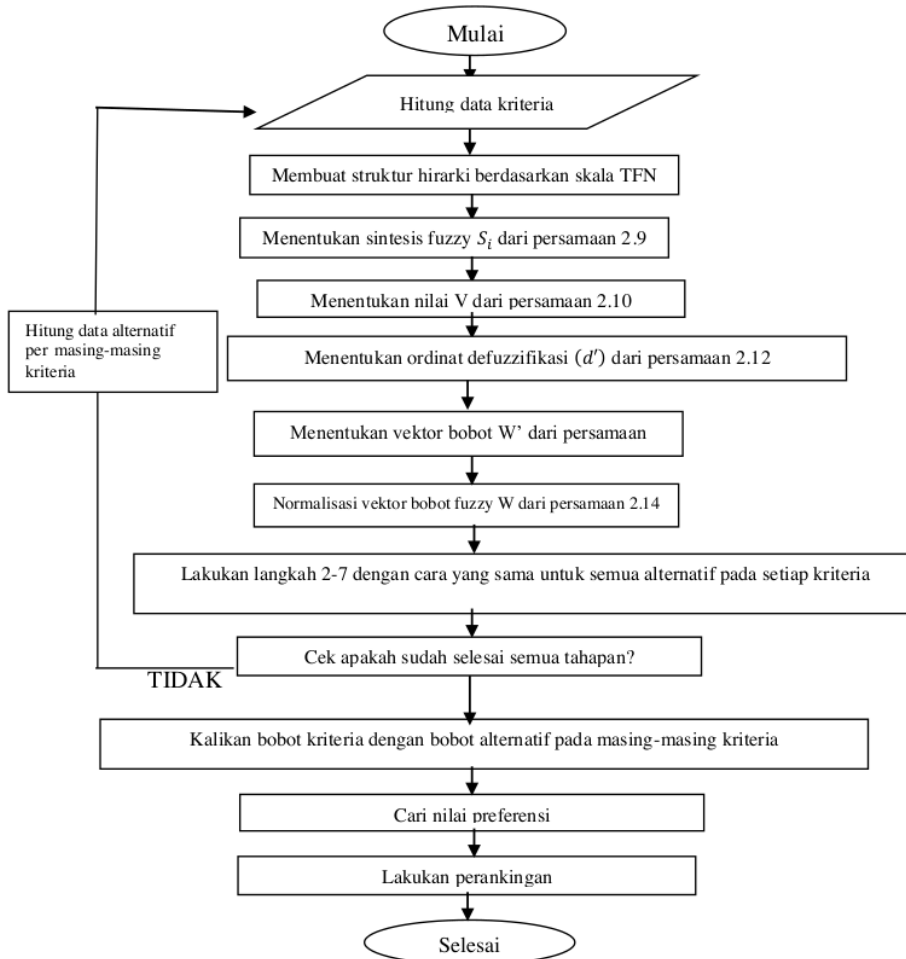 Mulai
Hitung data kriteria
Membuat struktur hirarki berdasarkan skala TFN
Menentukan sintesis fuzzy Sᵢ dari persamaan 2.9
Menentukan nilai V dari persamaan 2.10
Hitung data alternatif
per masing-masing
kriteria
Menentukan ordinat defuzzifikasi (d′) dari persamaan 2.12
Menentukan vektor bobot W’ dari persamaan
Normalisasi vektor bobot fuzzy W dari persamaan 2.14
Lakukan langkah 2-7 dengan cara yang sama untuk semua alternatif pada setiap kriteria
Cek apakah sudah selesai semua tahapan?
TIDAK
Kalikan bobot kriteria dengan bobot alternatif pada masing-masing kriteria
Cari nilai preferensi
Lakukan perankingan
Selesai